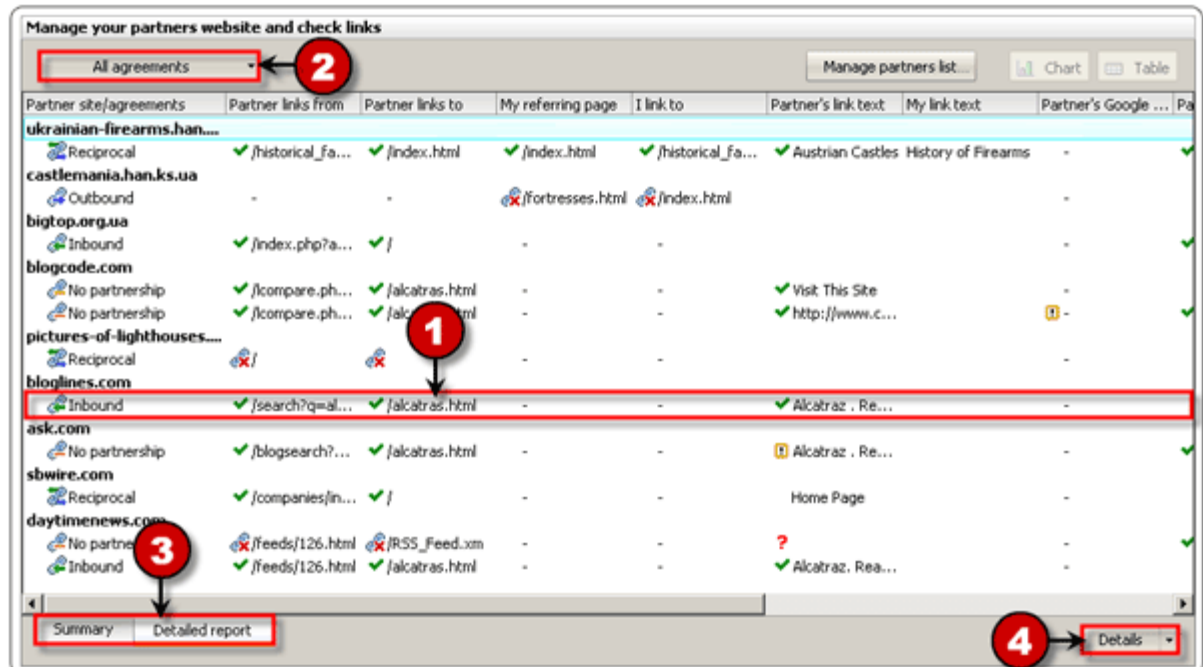 Manage your partners website and check links
All agreements 2 Manage partners list... Chart Table
Partner site/agreements Partner links from Partner links to My referring page I link to Partner's link text My link text Partner's Google ... Pa
ukrainian-firearms.han....
Reciprocal /historical_fa... /index.html /index.html /historical_fa... Austrian Castles History of Firearms -
castlemania.han.ks.ua
Outbound - - /fortresses.html /index.html -
bigtop.org.ua
Inbound /index.php?a... / - - -
blogcode.com
No partnership /lcompare.ph... /alcatras.html - - Visit This Site -
No partnership /lcompare.ph... - - http://www.c... -
1
pictures-of-lighthouses....
Reciprocal / - - -
bloglines.com
Inbound /search?q=al... /alcatras.html - - Alcatraz . Re... -
ask.com
No partnership /blogsearch?... /alcatras.html - - Alcatraz . Re... -
sbwire.com
Reciprocal /companies/in... / - - Home Page -
daytimenews.com
No /feeds/126.html /RSS_Feed.xm - - ? -
3
Inbound /feeds/126.html /alcatras.html - - Alcatraz. Rea... -
Summary Detailed report 4 Details